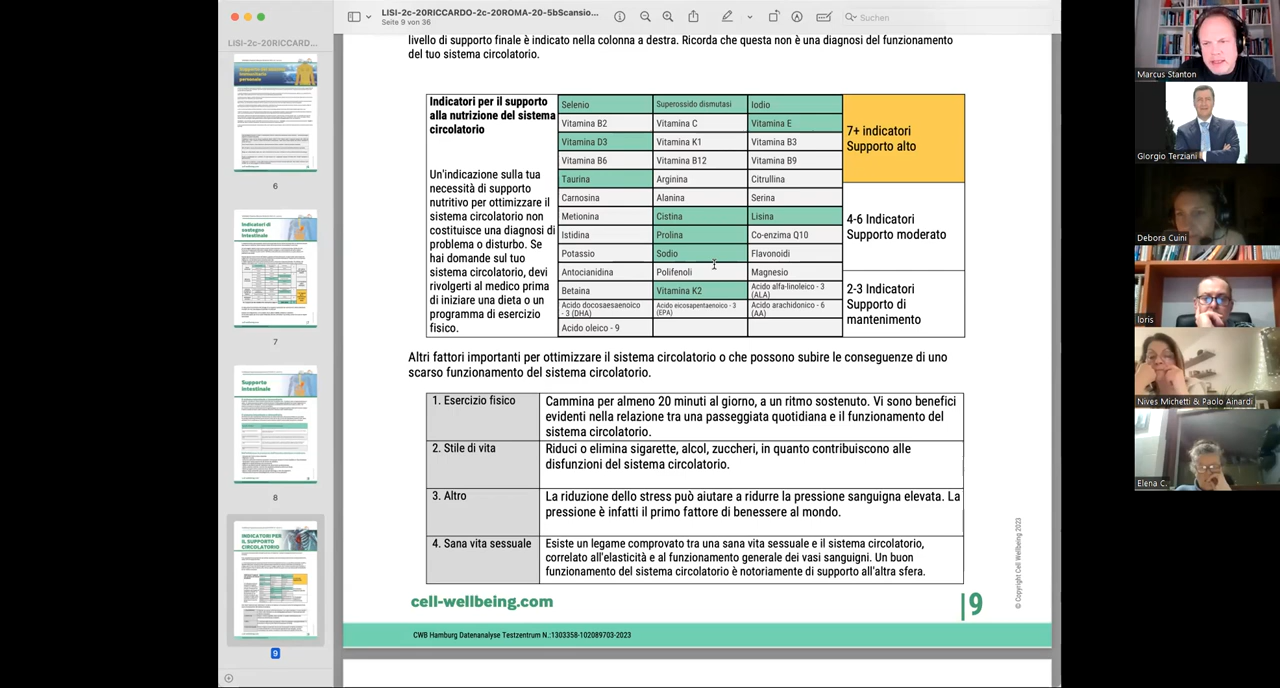 LISI-2c-20RICCARDO-2c-20ROMA-20-5bScansio...
Seite 9 von 36
Suchen
LISI-2c-20RICCARD...
6
Indicatori di
sostegno
intestinale
7
Supporto
intestinale
8
INDICATORI PER
IL SUPPORTO
CIRCOLATORIO
9
livello di supporto finale è indicato nella colonna a destra. Ricorda che questa non è una diagnosi del funzionamento
del tuo sistema circolatorio.
Indicatori per il supporto
alla nutrizione del sistema
circolatorio
Un'indicazione sulla tua
necessità di supporto
nutritivo per ottimizzare il
sistema circolatorio non
costituisce una diagnosi di
problema o disturbo. Se
hai domande sul tuo
sistema circolatorio, devi
rivolgerti al medico prima
di iniziare una dieta o un
programma di esercizio
fisico.
Selenio Superossido dismutasi Iodio
Vitamina B2 Vitamina C Vitamina E
Vitamina D3 Vitamina K1 Vitamina B3
Vitamina B6 Vitamina B12 Vitamina B9
Taurina Arginina Citrullina
Carnosina Alanina Serina
Metionina Cistina Lisina
Istidina Prolina Co-enzima Q10
Potassio Sodio Flavonoidi
Antocianidina Polifenoli Magnesio
Betaina Vitamina K2 Acido alfa-linoleico - 3 (ALA)
Acido docosaesaenoico - 3 (DHA) Acido eicosapentaenoico - 3 (EPA) Acido arachidonico - 6 (AA)
Acido oleico - 9
7+ indicatori
Supporto alto
4-6 Indicatori
Supporto moderato
2-3 Indicatori
Supporto di
mantenimento
Altri fattori importanti per ottimizzare il sistema circolatorio o che possono subire le conseguenze di uno
scarso funzionamento del sistema circolatorio.
1. Esercizio fisico Cammina per almeno 20 minuti al giorno, a un ritmo sostenuto. Vi sono benefici
evidenti nella correlazione tra una passeggiata quotidiana e il funzionamento del
sistema circolatorio.
2. Stile di vita Riduci o elimina sigarette, alcol e zuccheri, in quanto contribuiscono alle
disfunzioni del sistema circolatorio.
3. Altro La riduzione dello stress può aiutare a ridurre la pressione sanguigna elevata. La
pressione è infatti il primo fattore di benessere al mondo.
4. Sana vita sessuale Esiste un legame comprovato tra una sana vita sessuale e il sistema circolatorio,
correlato all'elasticità e al funzionamento generale dei vasi sanguigni. Un buon
funzionamento del sistema circolatorio è notoriamente di supporto all'altra sfera.
cell-wellbeing.com
9
© Copyright Cell Wellbeing 2023
CWB Hamburg Datenanalyse Testzentrum N.:1303358-102089703-2023
Marcus Stanton
Giorgio Terziani
Debora Cuini
loris
Nives Michetti & Paolo Ainardi
Elena C.